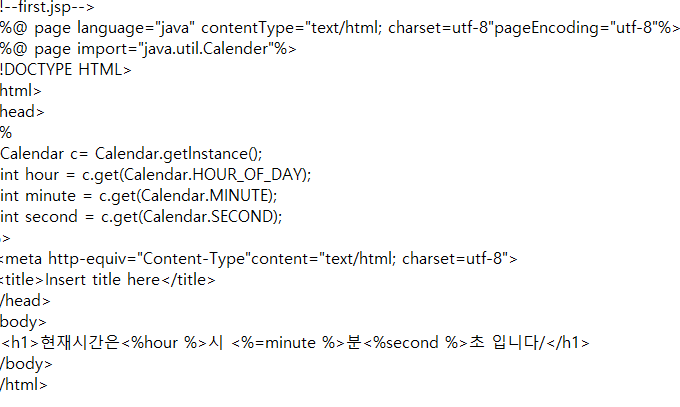 !--first.jsp-->
%@ page language="java" contentType="text/html; charset=utf-8"pageEncoding="utf-8"%>
%@ page import="java.util.Calender"%>
!DOCTYPE HTML>
html>
head>
%
Calendar c= Calendar.getInstance();
int hour = c.get(Calendar.HOUR_OF_DAY);
int minute = c.get(Calendar.MINUTE);
int second = c.get(Calendar.SECOND);
>
<meta http-equiv="Content-Type"content="text/html; charset=utf-8">
<title>Insert title here</title>
/head>
body>
<h1>현재시간은<%hour %>시 <%=minute %>분<%second %>초 입니다/</h1>
/body>
/html>